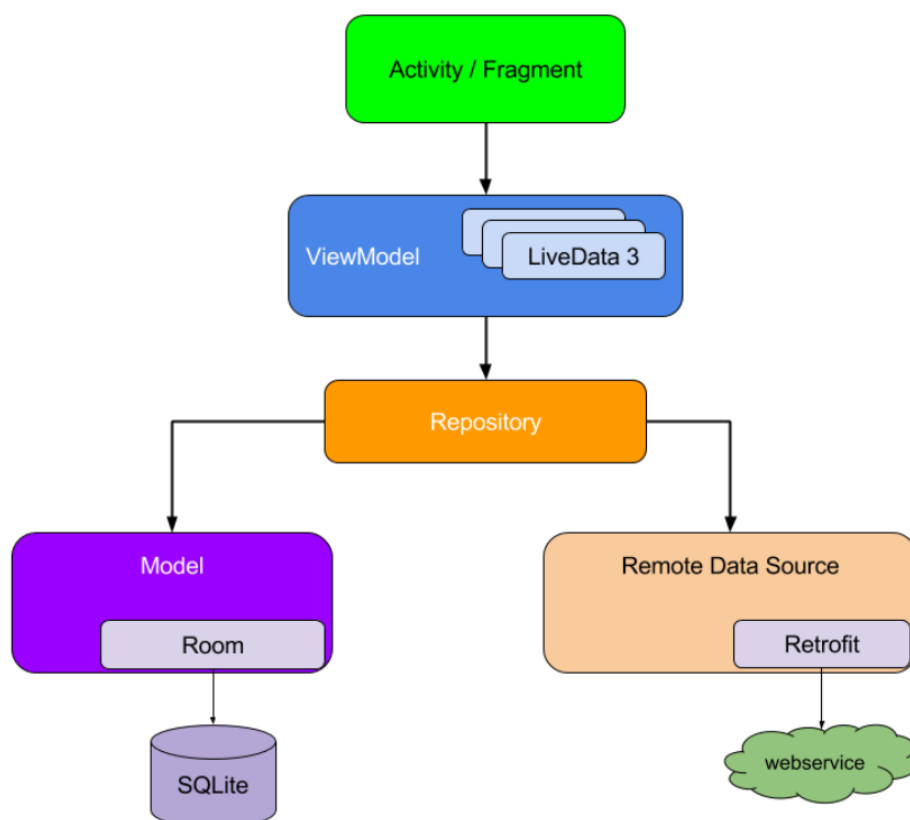 Activity / Fragment
ViewModel
LiveData 3
Repository
Model
Room
SQLite
Remote Data Source
Retrofit
webservice